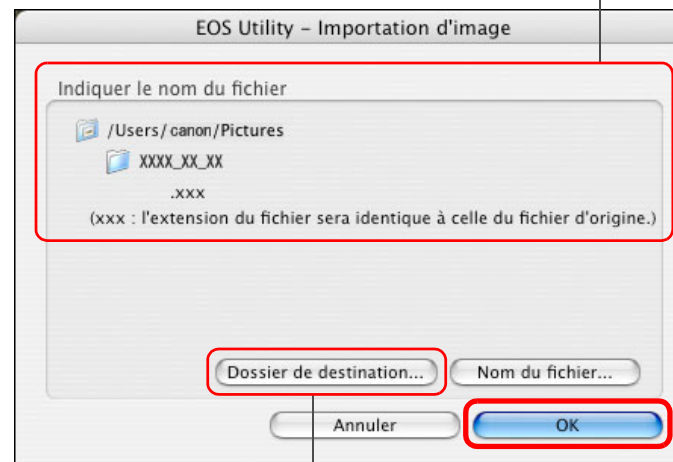 EOS Utility – Importation d'image
Indiquer le nom du fichier
/Users/canon/Pictures
XXXX_XX_XX
.xxx
(xxx : l'extension du fichier sera identique à celle du fichier d'origine.)
Dossier de destination... Nom du fichier...
Annuler OK